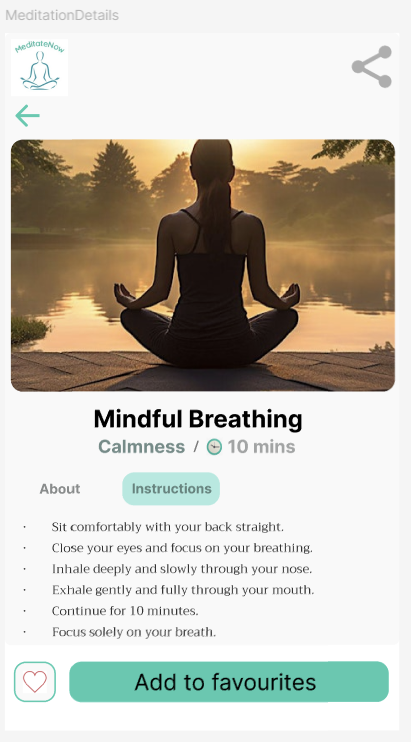 MeditationDetails
MeditateNow
Mindful Breathing
Calmness / 10 mins
About Instructions
· Sit comfortably with your back straight.
· Close your eyes and focus on your breathing.
· Inhale deeply and slowly through your nose.
· Exhale gently and fully through your mouth.
· Continue for 10 minutes.
· Focus solely on your breath.
Add to favourites